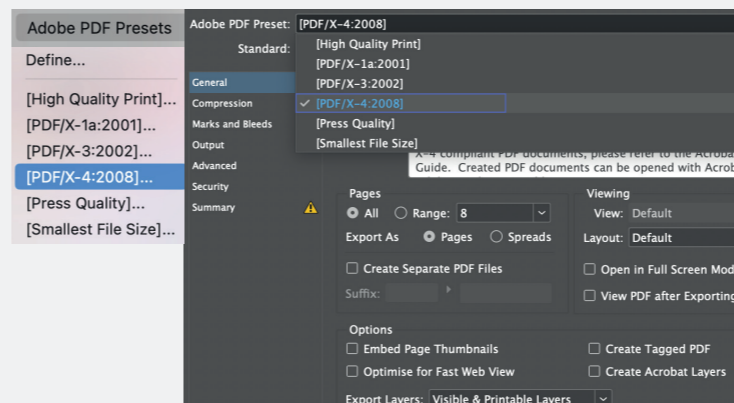 Adobe PDF Presets
Define...
[High Quality Print]...
[PDF/X-1a:2001]...
[PDF/X-3:2002]...
[PDF/X-4:2008]...
[Press Quality]...
[Smallest File Size]...
Adobe PDF Preset: [PDF/X-4:2008]
Standard:
[High Quality Print]
[PDF/X-1a:2001]
[PDF/X-3:2002]
[PDF/X-4:2008]
[Press Quality]
[Smallest File Size]
General
Compression
Marks and Bleeds
Output
Advanced
Security
Summary
X-4 compliant PDF documents, please refer to the Acrobat
Guide. Created PDF documents can be opened with Acrob
Pages
All Range: 8
Export As Pages Spreads
Create Separate PDF Files
Suffix:
Viewing
View: Default
Layout: Default
Open in Full Screen Mod
View PDF after Exporting
Options
Embed Page Thumbnails
Create Tagged PDF
Optimise for Fast Web View
Create Acrobat Layers
Export Layers: Visible & Printable Layers